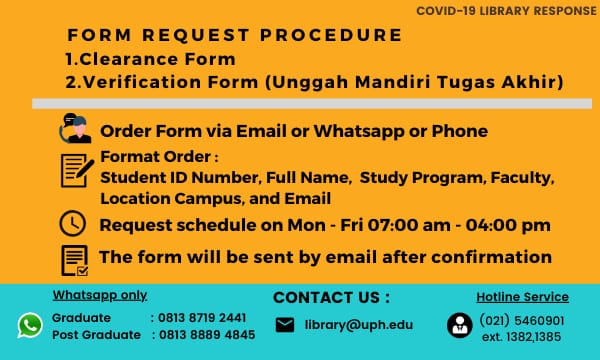 COVID-19 LIBRARY RESPONSE
FORM REQUEST PROCEDURE
1.Clearance Form
2.Verification Form (Unggah Mandiri Tugas Akhir)
Order Form via Email or Whatsapp or Phone
Format Order :
Student ID Number, Full Name, Study Program, Faculty,
Location Campus, and Email
Request schedule on Mon - Fri 07:00 am - 04:00 pm
The form will be sent by email after confirmation
Whatsapp only
Graduate : 0813 8719 2441
Post Graduate : 0813 8889 4845
CONTACT US :
library@uph.edu
Hotline Service
(021) 5460901
ext. 1382,1385